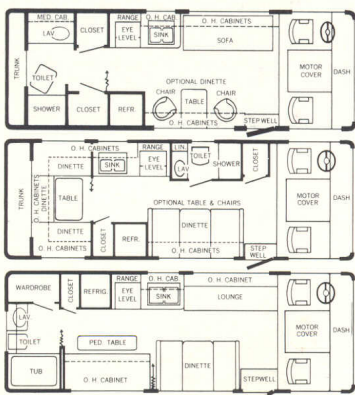 MED. CAB.
LAV
CLOSET
RANGE
EYE
LEVEL
O. H. CAB.
SINK
O. H. CABINETS
SOFA
TRUNK
TOILET
OPTIONAL DINETTE
CHAIR
TABLE
CHAIR
MOTOR
COVER
DASH
SHOWER
CLOSET
REFR.
O. H. CABINETS
STEPWELL
O. H. CABINETS
SINK
RANGE
EYE
LEVEL
LIN.
LAV
TOILET
SHOWER
CLOSET
DINETTE
TRUNK
O. H. CABINETS
DINETTE
TABLE
OPTIONAL TABLE & CHAIRS
MOTOR
COVER
DASH
DINETTE
O. H. CABINETS
CLOSET
REFR.
DINETTE
O. H. CABINETS
STEP
WELL
WARDROBE
CLOSET
REFRIG.
RANGE
EYE
LEVEL
O. H. CAB.
SINK
O. H. CABINET
LOUNGE
LAV.
TOILET
PED TABLE
MOTOR
COVER
DASH
TUB
O. H. CABINET
DINETTE
STEPWELL